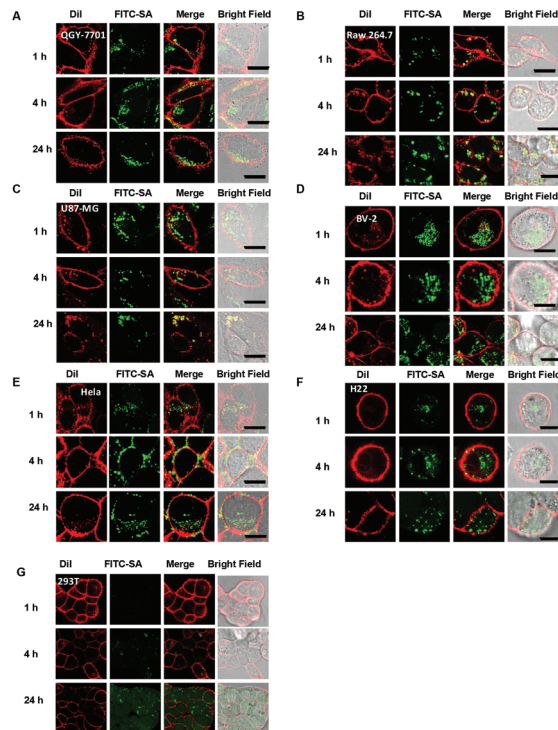 A
DiI FITC-SA Merge Bright Field
QGY-7701
1 h
4 h
24 h
B
DiI FITC-SA Merge Bright Field
Raw 264.7
1 h
4 h
24 h
C
DiI FITC-SA Merge Bright Field
U87-MG
1 h
4 h
24 h
D
DiI FITC-SA Merge Bright Field
BV-2
1 h
4 h
24 h
E
DiI FITC-SA Merge Bright Field
Hela
1 h
4 h
24 h
F
DiI FITC-SA Merge Bright Field
H22
1 h
4 h
24 h
G
DiI FITC-SA Merge Bright Field
293T
1 h
4 h
24 h